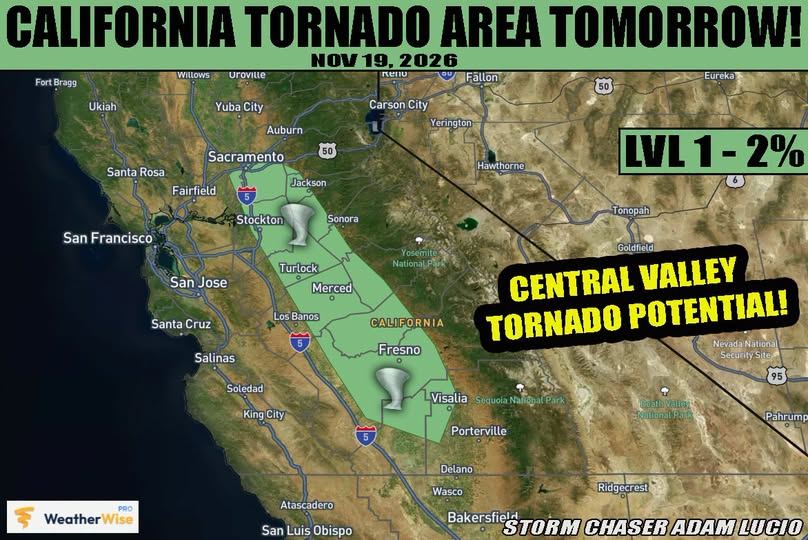 CALIFORNIA TORNADO AREA TOMORROW!
NOV 19, 2026
Fort Bragg
Willows
Oroville
Reno
80
Fallon
50
Eureka
Ukiah
Yuba City
Carson City
Auburn
Yerrington
50
LVL 1 - 2%
Sacramento
Hawthorne
Santa Rosa
Jackson
6
Fairfield
5
Stockton
Sonora
Tonopah
San Francisco
Goldfield
Yosemite
National Park
Turlock
San Jose
Merced
CENTRAL VALLEY
TORNADO POTENTIAL!
Los Banos
CALIFORNIA
Santa Cruz
5
Nevada National
Security Site
Salinas
Fresno
95
Soledad
Visalia
Sequoia National Park
Death Valley
National Park
King City
Pahrump
5
Porterville
Delano
Wasco
Ridgecrest
Atascadero
WeatherWise
PRO
Bakersfield
San Luis Obispo
STORM CHASER ADAM LUCIO